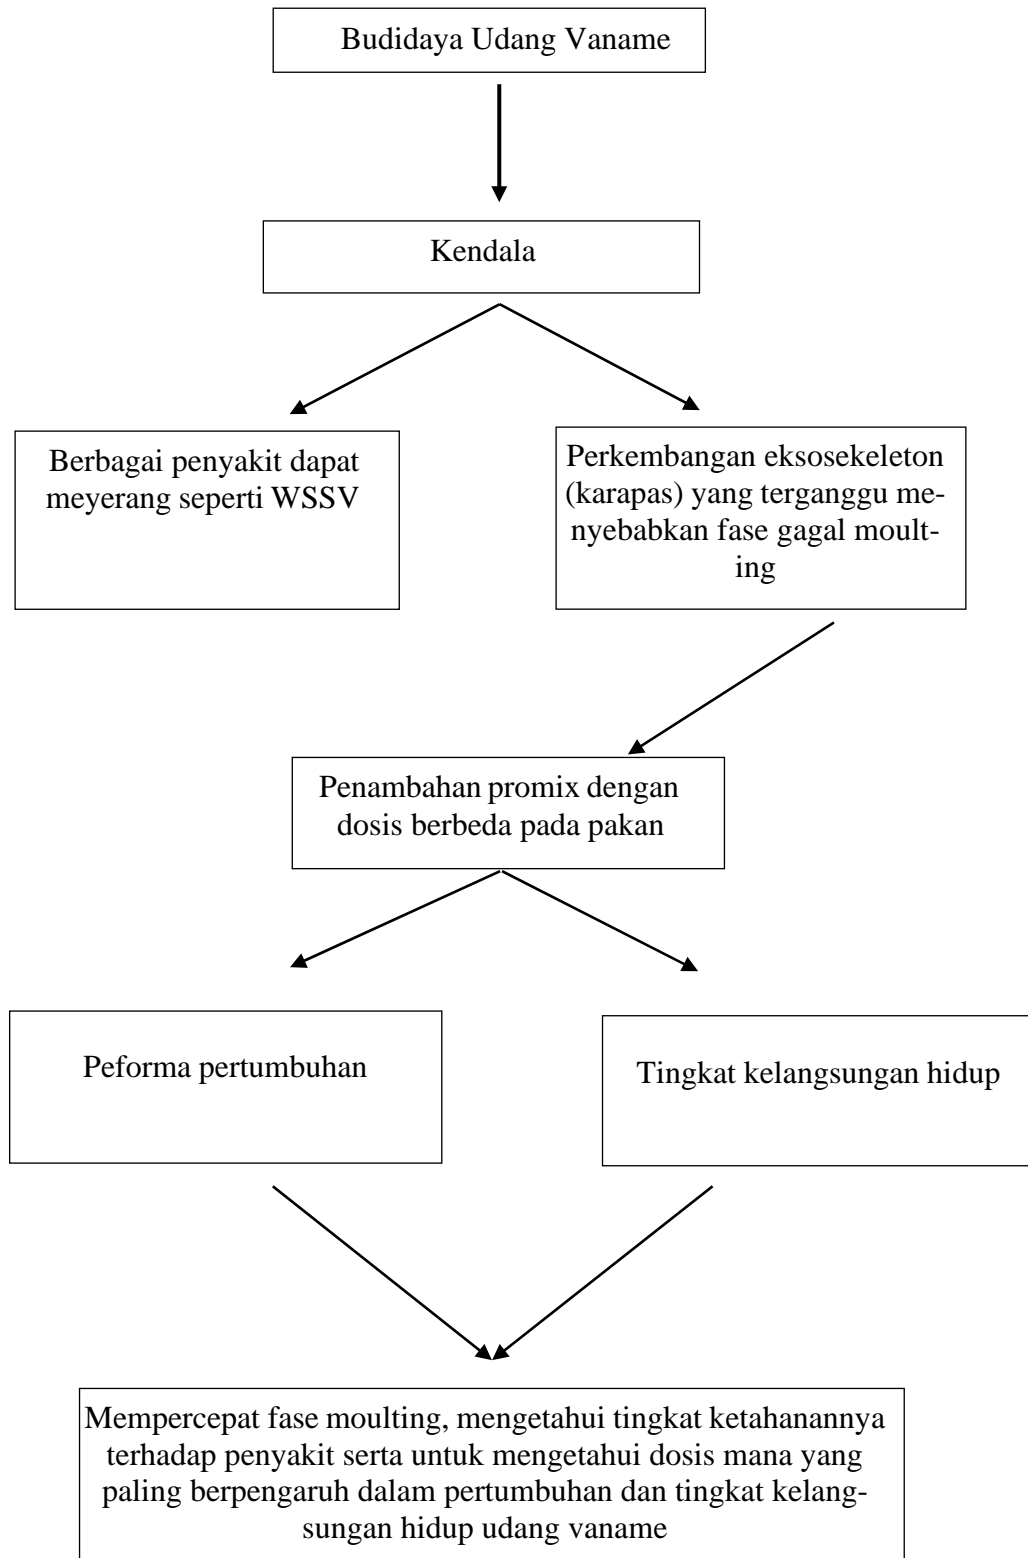 Budidaya Udang Vaname
Kendala
Berbagai penyakit dapat
meyerang seperti WSSV
Perkembangan eksosekeleton
(karapas) yang terganggu me-
nyebabkan fase gagal moult-
ing
Penambahan promix dengan
dosis berbeda pada pakan
Peforma pertumbuhan
Tingkat kelangsungan hidup
Mempercepat fase moulting, mengetahui tingkat ketahanannya
terhadap penyakit serta untuk mengetahui dosis mana yang
paling berpengaruh dalam pertumbuhan dan tingkat kelang-
sungan hidup udang vaname